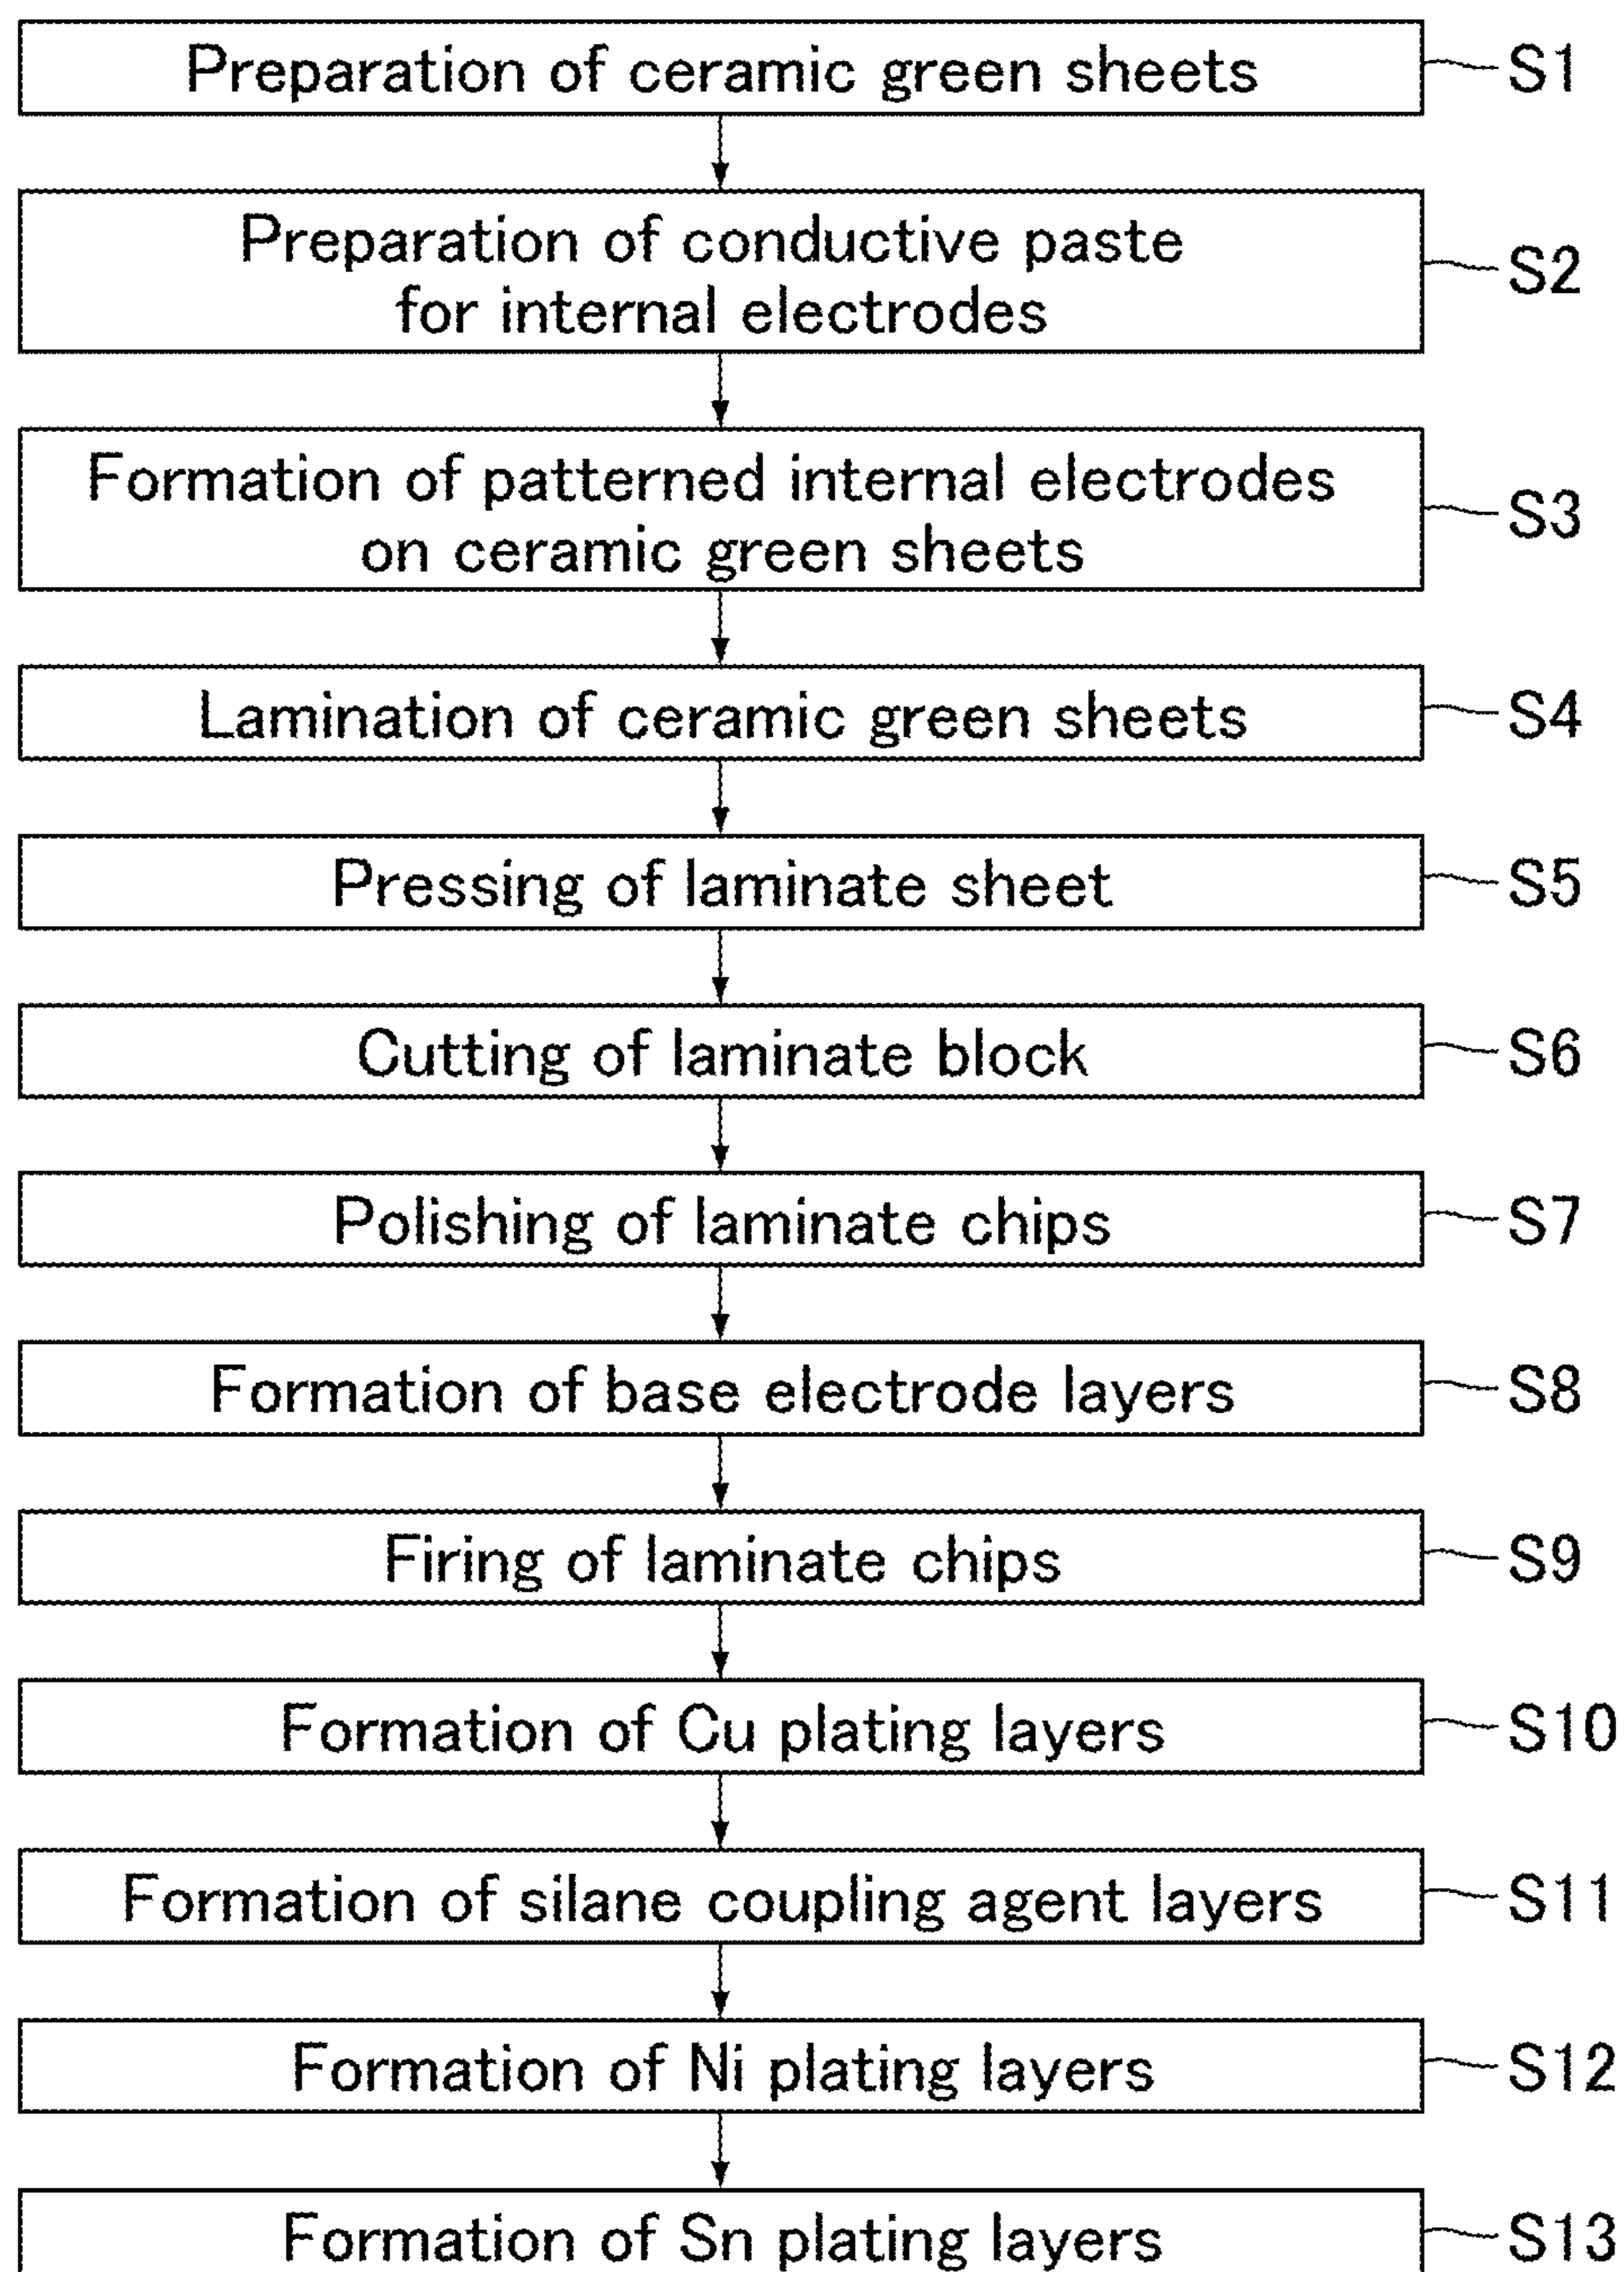 Preparation of ceramic green sheets S1
Preparation of conductive paste
for internal electrodes S2
Formation of patterned internal electrodes
on ceramic green sheets S3
Lamination of ceramic green sheets S4
Pressing of laminate sheet S5
Cutting of laminate block S6
Polishing of laminate chips S7
Formation of base electrode layers S8
Firing of laminate chips S9
Formation of Cu plating layers S10
Formation of silane coupling agent layers S11
Formation of Ni plating layers S12
Formation of Sn plating layers S13